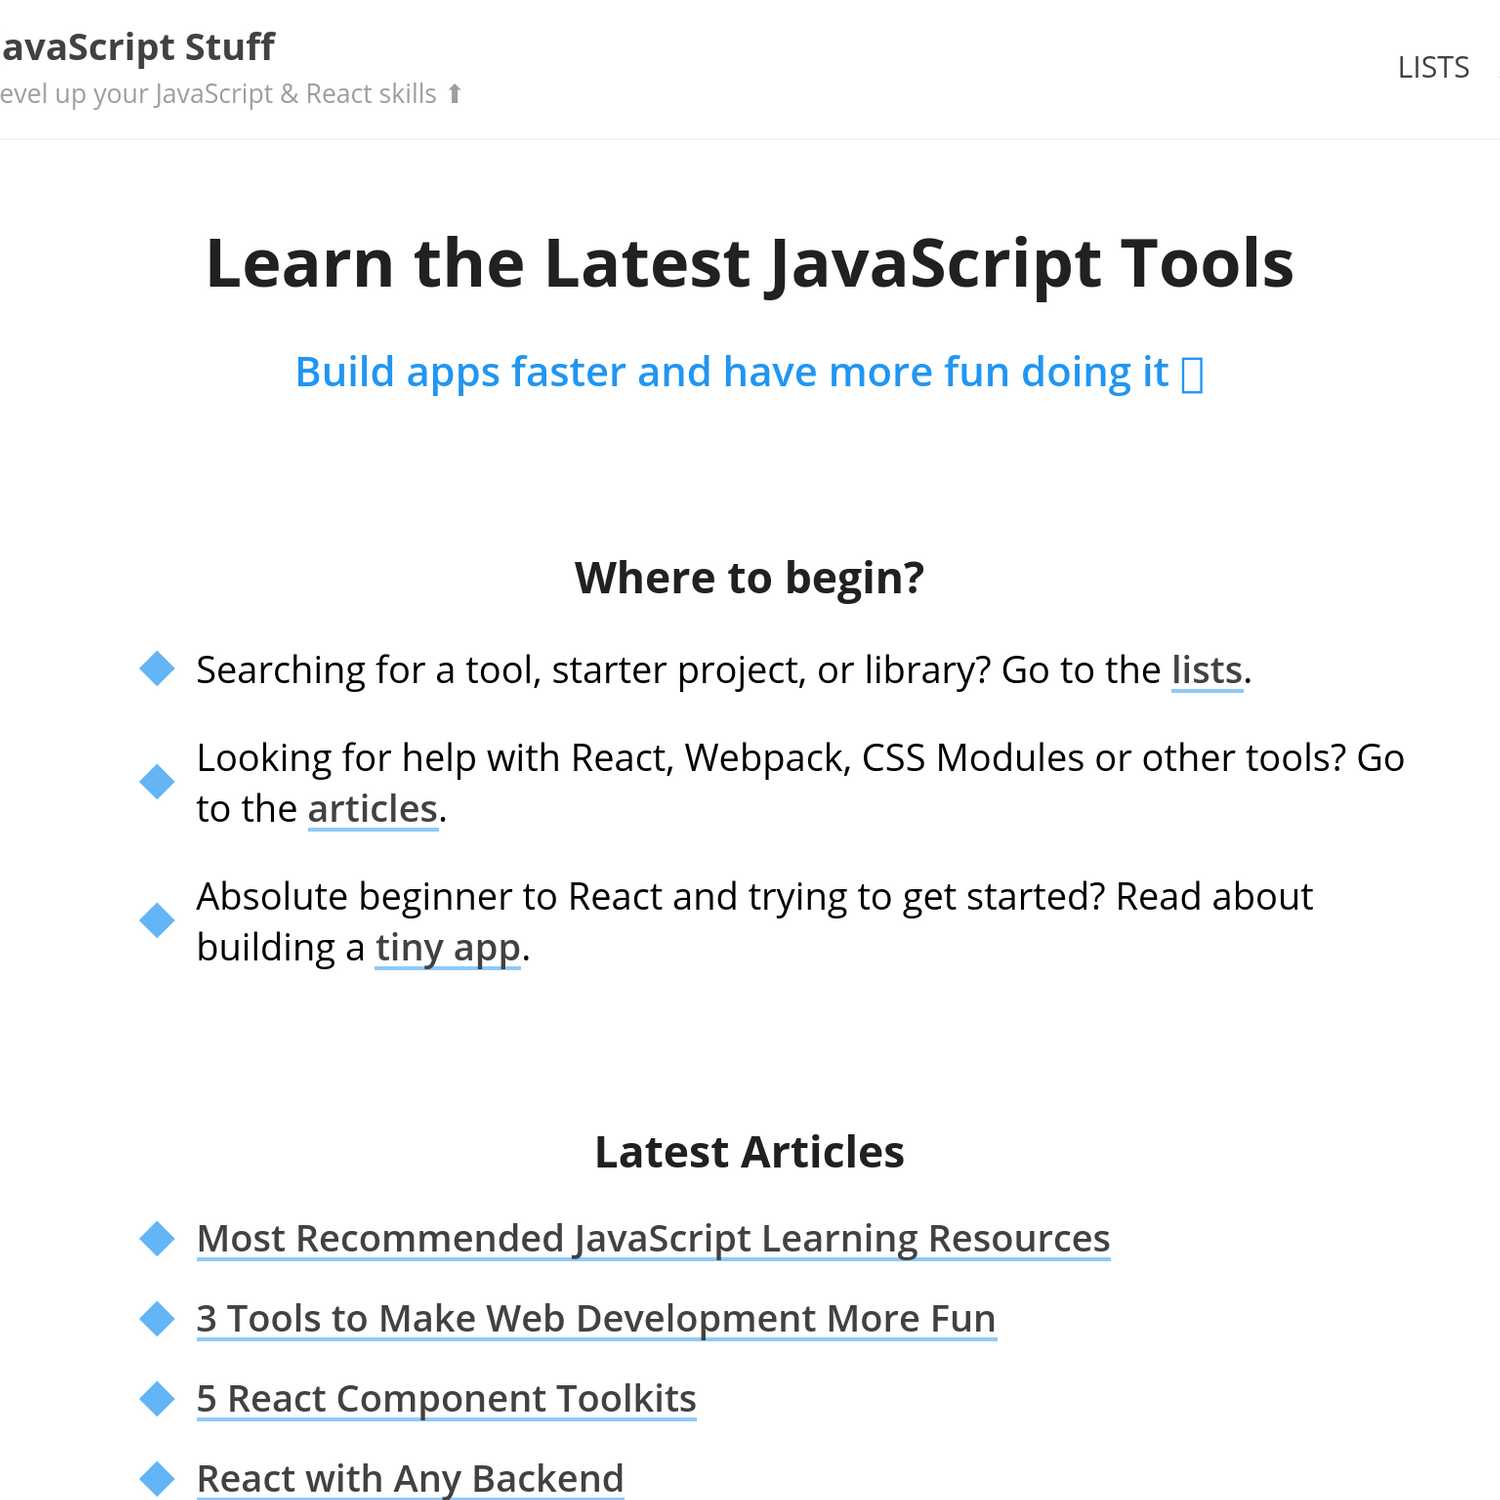 avaScript Stuff
evel up your JavaScript & React skills ⬆
LISTS
Learn the Latest JavaScript Tools
Build apps faster and have more fun doing it
Where to begin?
Searching for a tool, starter project, or library? Go to the lists.
Looking for help with React, Webpack, CSS Modules or other tools? Go
to the articles.
Absolute beginner to React and trying to get started? Read about
building a tiny app.
Latest Articles
Most Recommended JavaScript Learning Resources
3 Tools to Make Web Development More Fun
5 React Component Toolkits
React with Any Backend